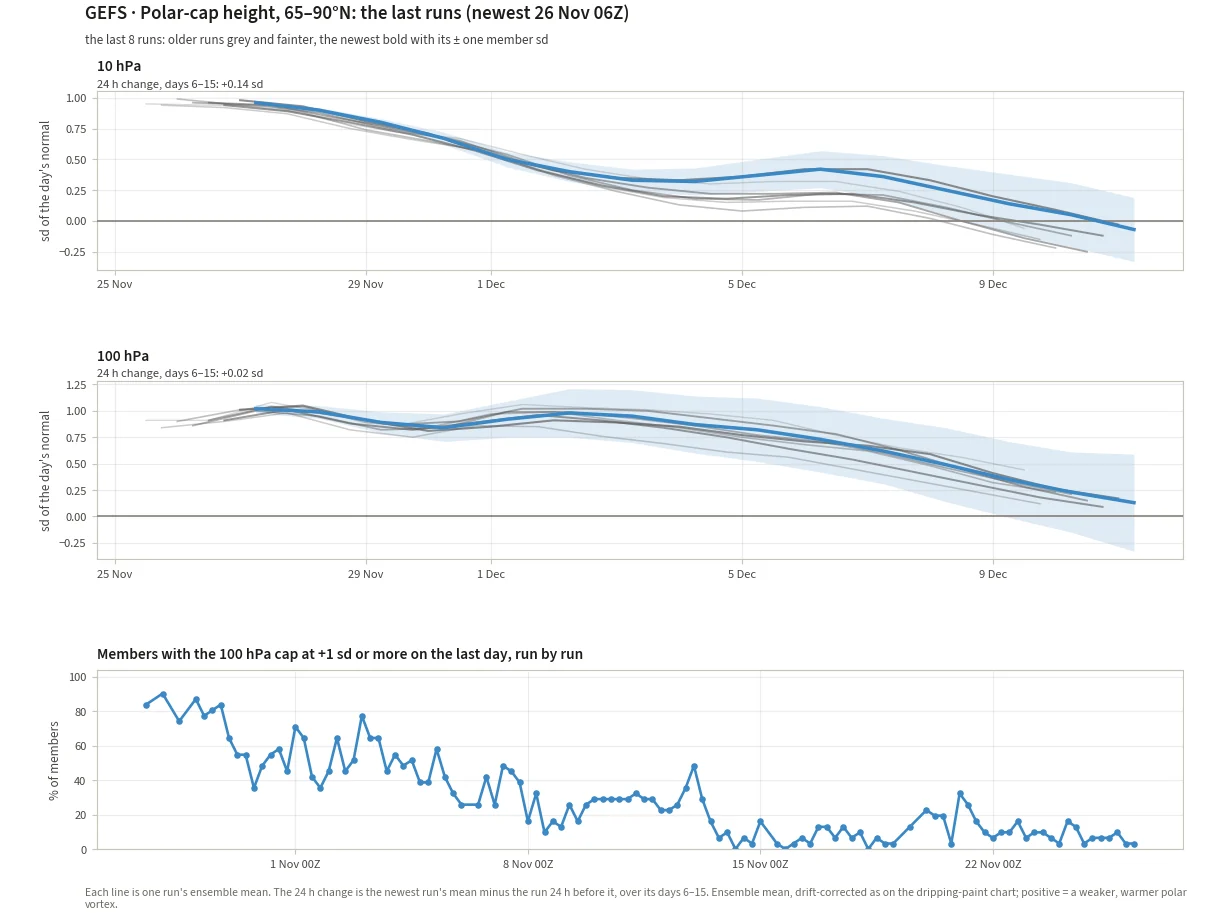 GEFS · Polar-cap height, 65–90°N: the last runs (newest 26 Nov 06Z)
the last 8 runs: older runs grey and fainter, the newest bold with its ± one member sd
10 hPa
24 h change, days 6–15: +0.14 sd
sd of the day's normal
1.00
0.75
0.50
0.25
0.00
−0.25
25 Nov
29 Nov
1 Dec
5 Dec
9 Dec
100 hPa
24 h change, days 6–15: +0.02 sd
sd of the day's normal
1.25
1.00
0.75
0.50
0.25
0.00
−0.25
25 Nov
29 Nov
1 Dec
5 Dec
9 Dec
Members with the 100 hPa cap at +1 sd or more on the last day, run by run
% of members
100
80
60
40
20
0
1 Nov 00Z
8 Nov 00Z
15 Nov 00Z
22 Nov 00Z
Each line is one run's ensemble mean. The 24 h change is the newest run's mean minus the run 24 h before it, over its days 6–15. Ensemble mean, drift-corrected as on the dripping-paint chart; positive = a weaker, warmer polar
vortex.